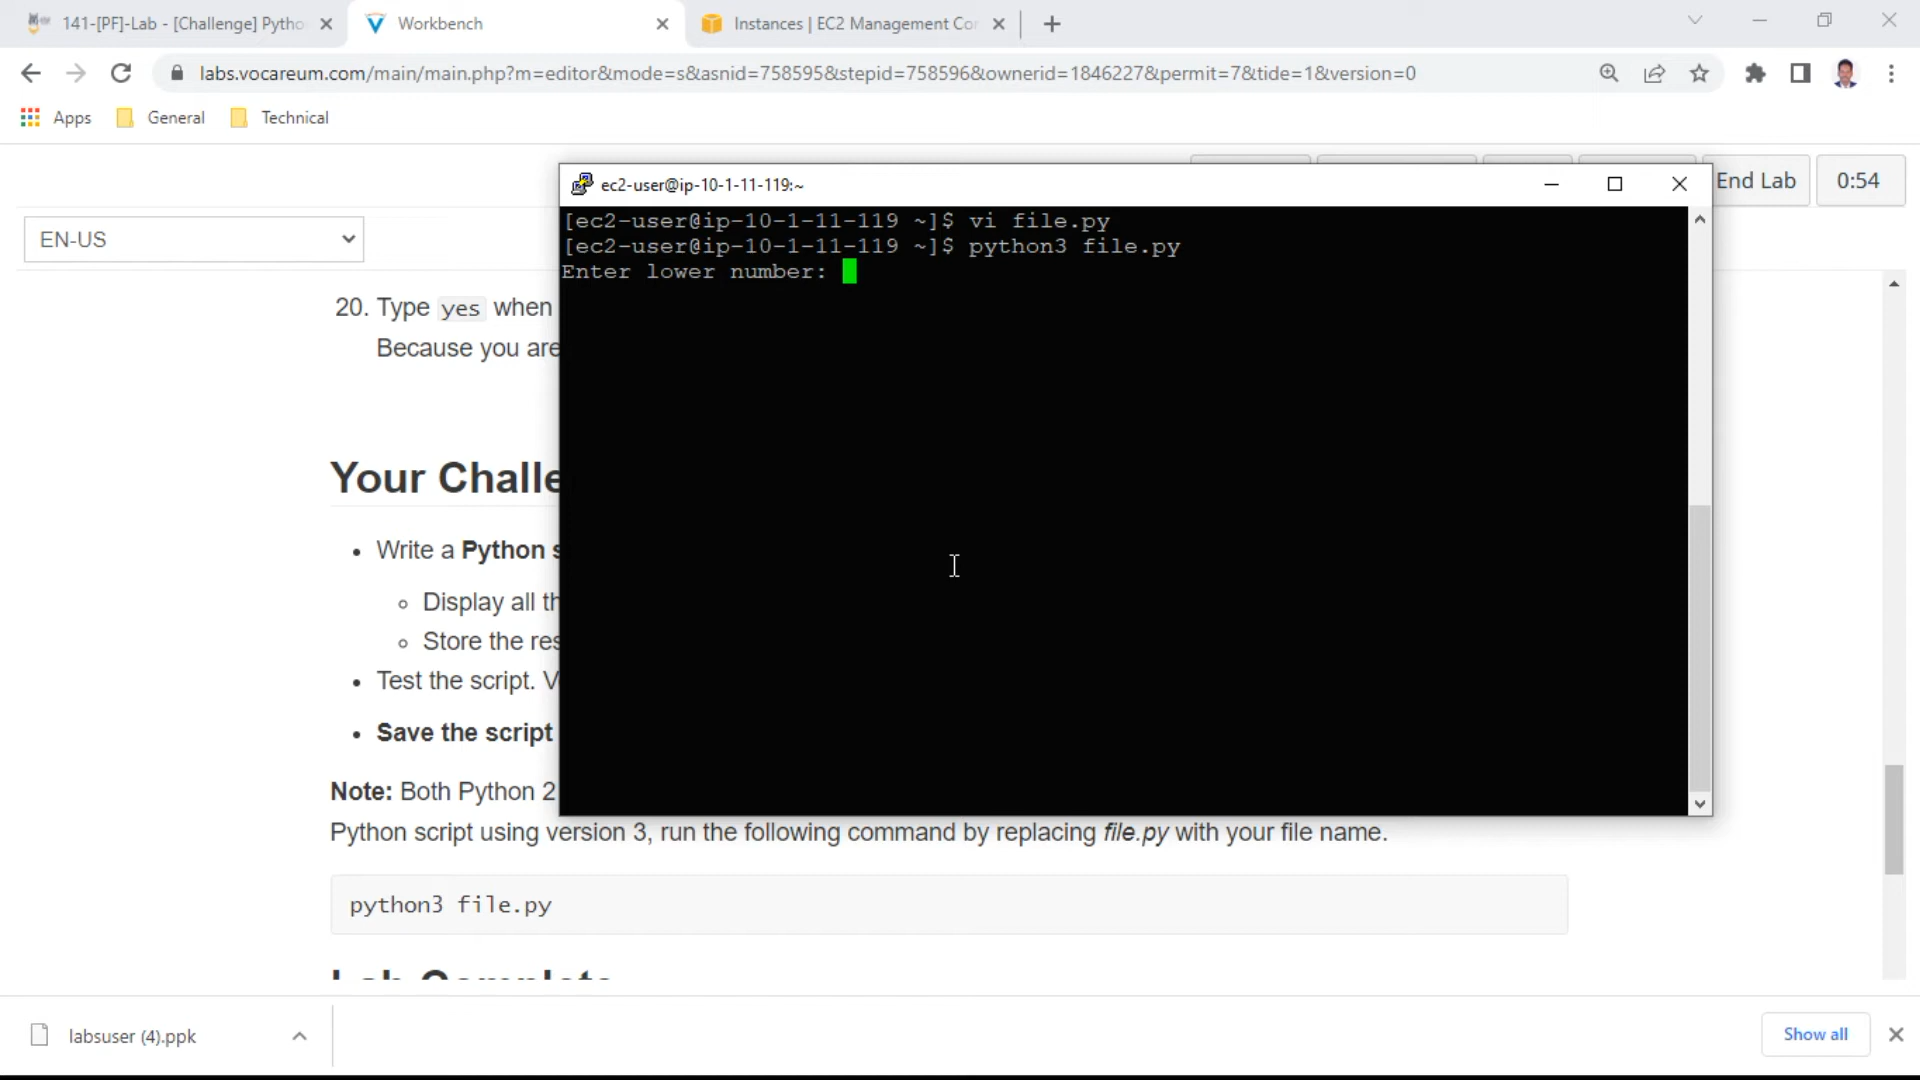 141-[PF]-Lab - [Challenge] Pytho
Workbench
Instances | EC2 Management Co
labs.vocareum.com/main/main.php?m=editor&mode=s&asnid=758595&stepid=758596&ownerid=1846227&permit=7&tide=1&version=0
Apps
General
Technical
ec2-user@ip-10-1-11-119:~
End Lab
0:54
EN-US
[ec2-user@ip-10-1-11-119 ~]$ vi file.py
[ec2-user@ip-10-1-11-119 ~]$ python3 file.py
Enter lower number:
20. Type yes when
Because you are
Your Challe
Write a Python s
Display all th
Store the res
Test the script. V
Save the script
Note: Both Python 2
Python script using version 3, run the following command by replacing file.py with your file name.
python3 file.py
Lab Complete
labsuser (4).ppk
Show all